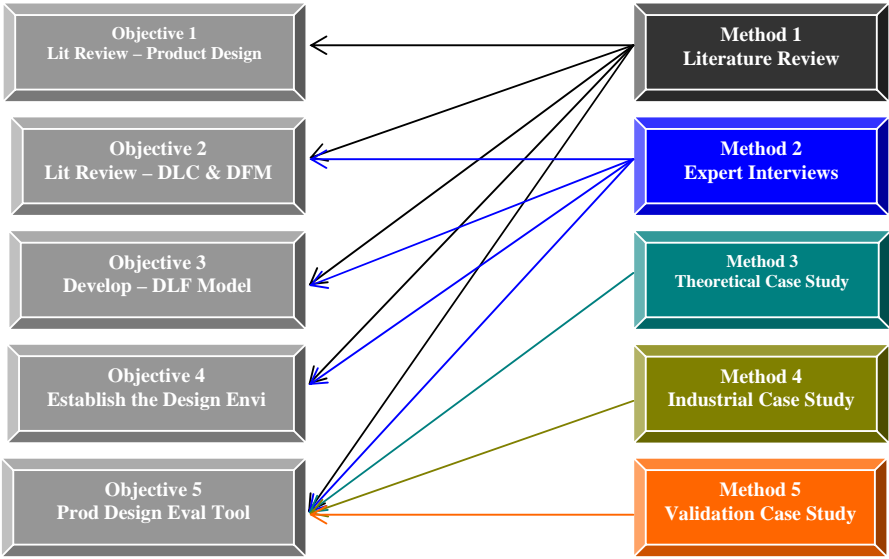 Objective 1
Lit Review – Product Design
Method 1
Literature Review
Objective 2
Lit Review – DLC & DFM
Method 2
Expert Interviews
Objective 3
Develop – DLF Model
Method 3
Theoretical Case Study
Objective 4
Establish the Design Envi
Method 4
Industrial Case Study
Objective 5
Prod Design Eval Tool
Method 5
Validation Case Study